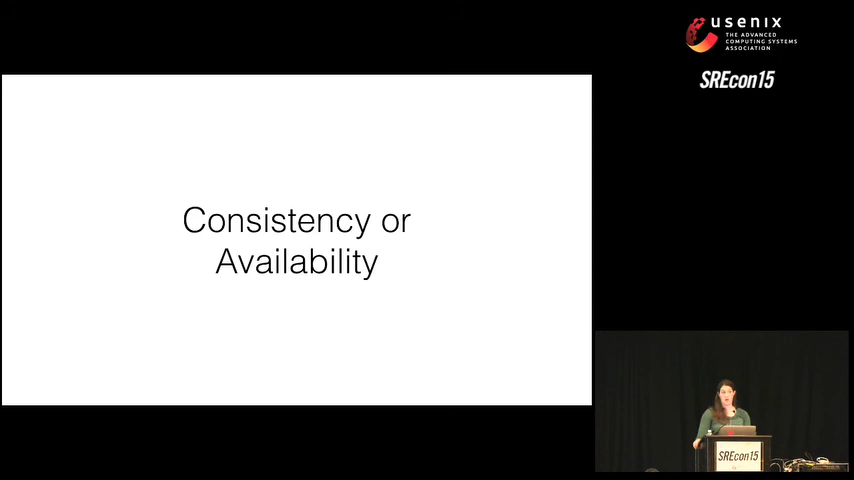 usenix
THE ADVANCED
COMPUTING SYSTEMS
ASSOCIATION
SREcon15
Consistency or
Availability
SREcon15